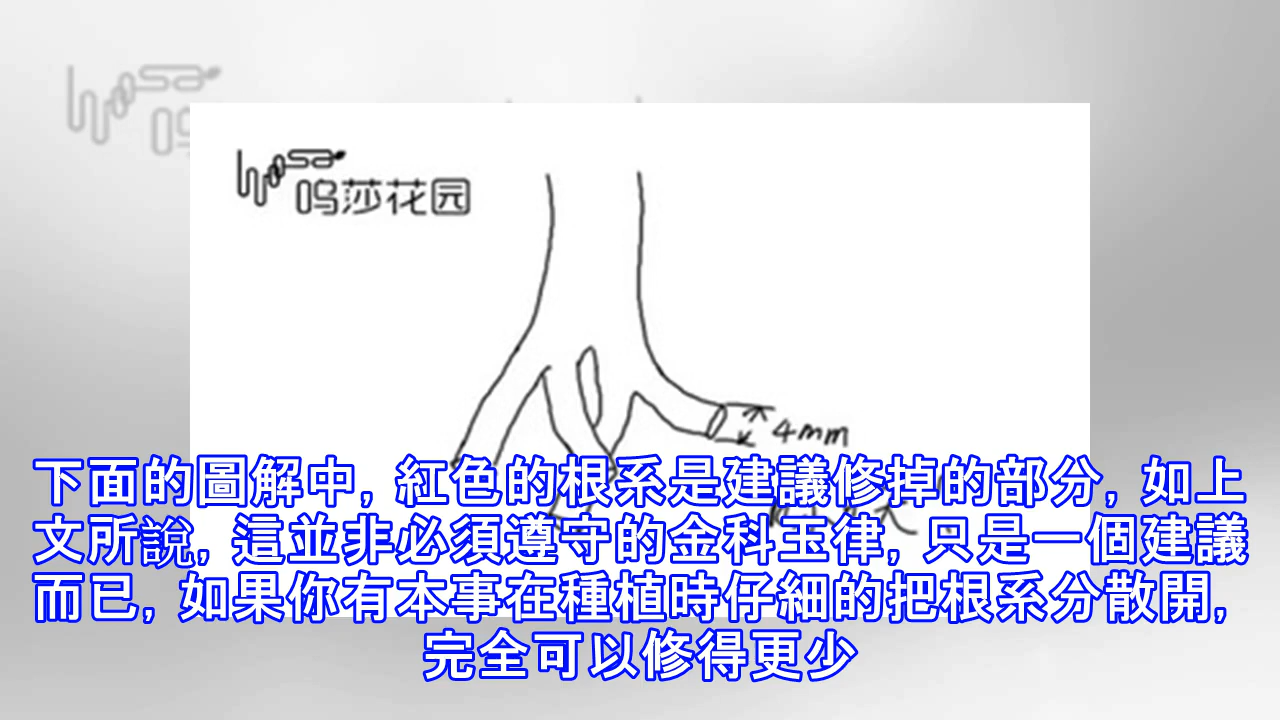 呜莎花园
4mm
下面的圖解中, 紅色的根系是建議修掉的部分, 如上
文所說, 這並非必須遵守的金科玉律, 只是一個建議
而已, 如果你有本事在種植時仔細的把根系分散開,
完全可以修得更少